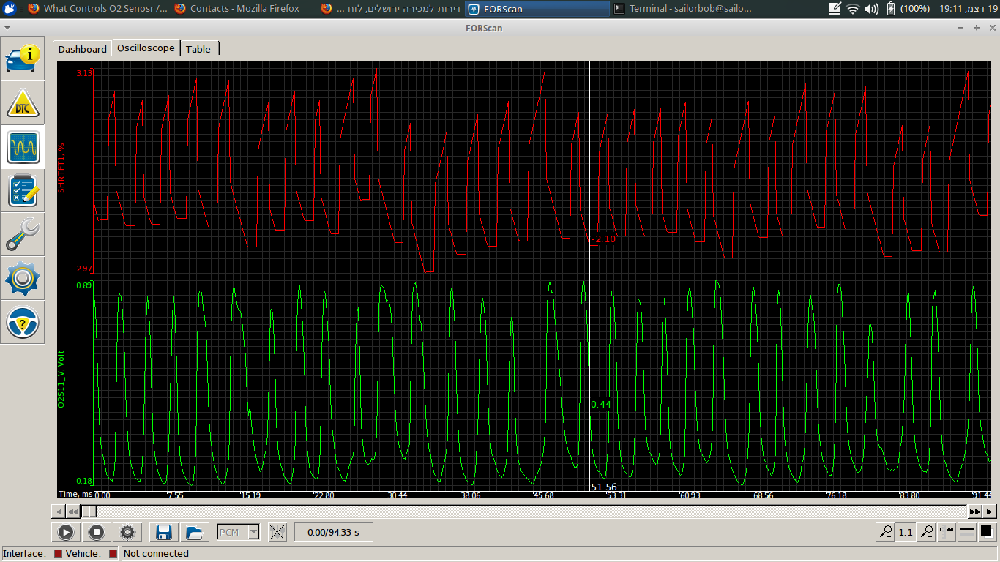 What Controls O2 Senosr /...
Contacts - Mozilla Firefox
דירות למכירה ירושלים, לוח ...
FORScan
Terminal - sailorbob@sailo...
(100%)
19 דצמ, 19:11
FORScan
Dashboard Oscilloscope Table
i
DTC
?
3.13
SHRTFT1, %
-2.10
-2.97
0.89
O2S11_V, Volt
0.44
0.18
51.56
Time, ms 0.00 7.55 15.19 22.80 30.44 38.06 45.68 53.31 60.93 68.56 76.18 83.80 91.44
PCM
0.00/94.33 s
1:1
Interface: Vehicle: Not connected